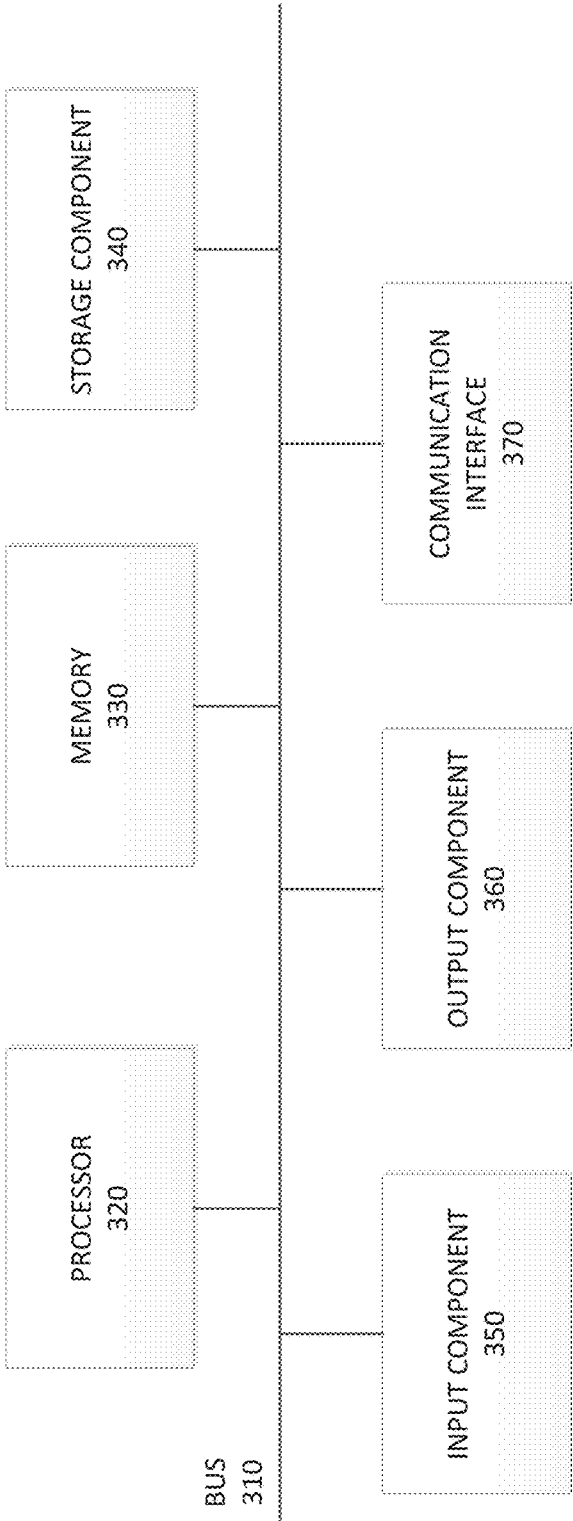 PROCESSOR
320
MEMORY
330
STORAGE COMPONENT
340
BUS
310
INPUT COMPONENT
350
OUTPUT COMPONENT
360
COMMUNICATION
INTERFACE
370